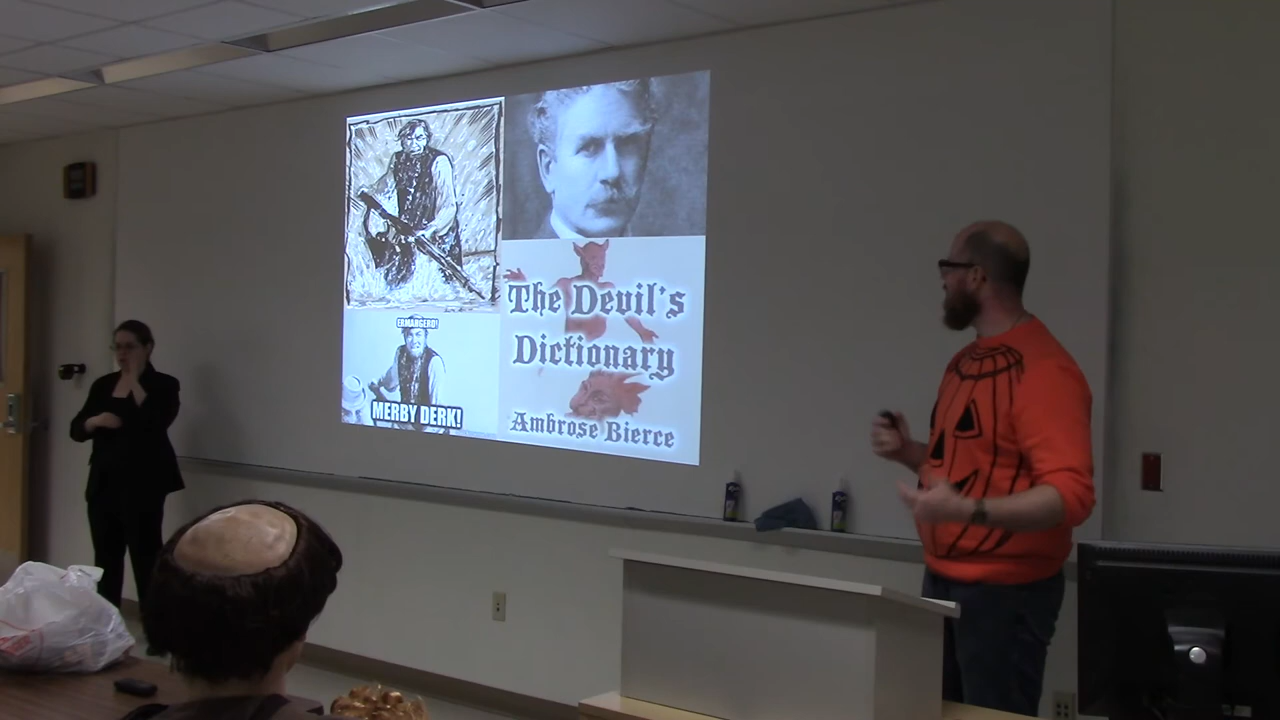 ERMAHGERD!
MERBY DERK!
The Devil's
Dictionary
Ambrose Bierce